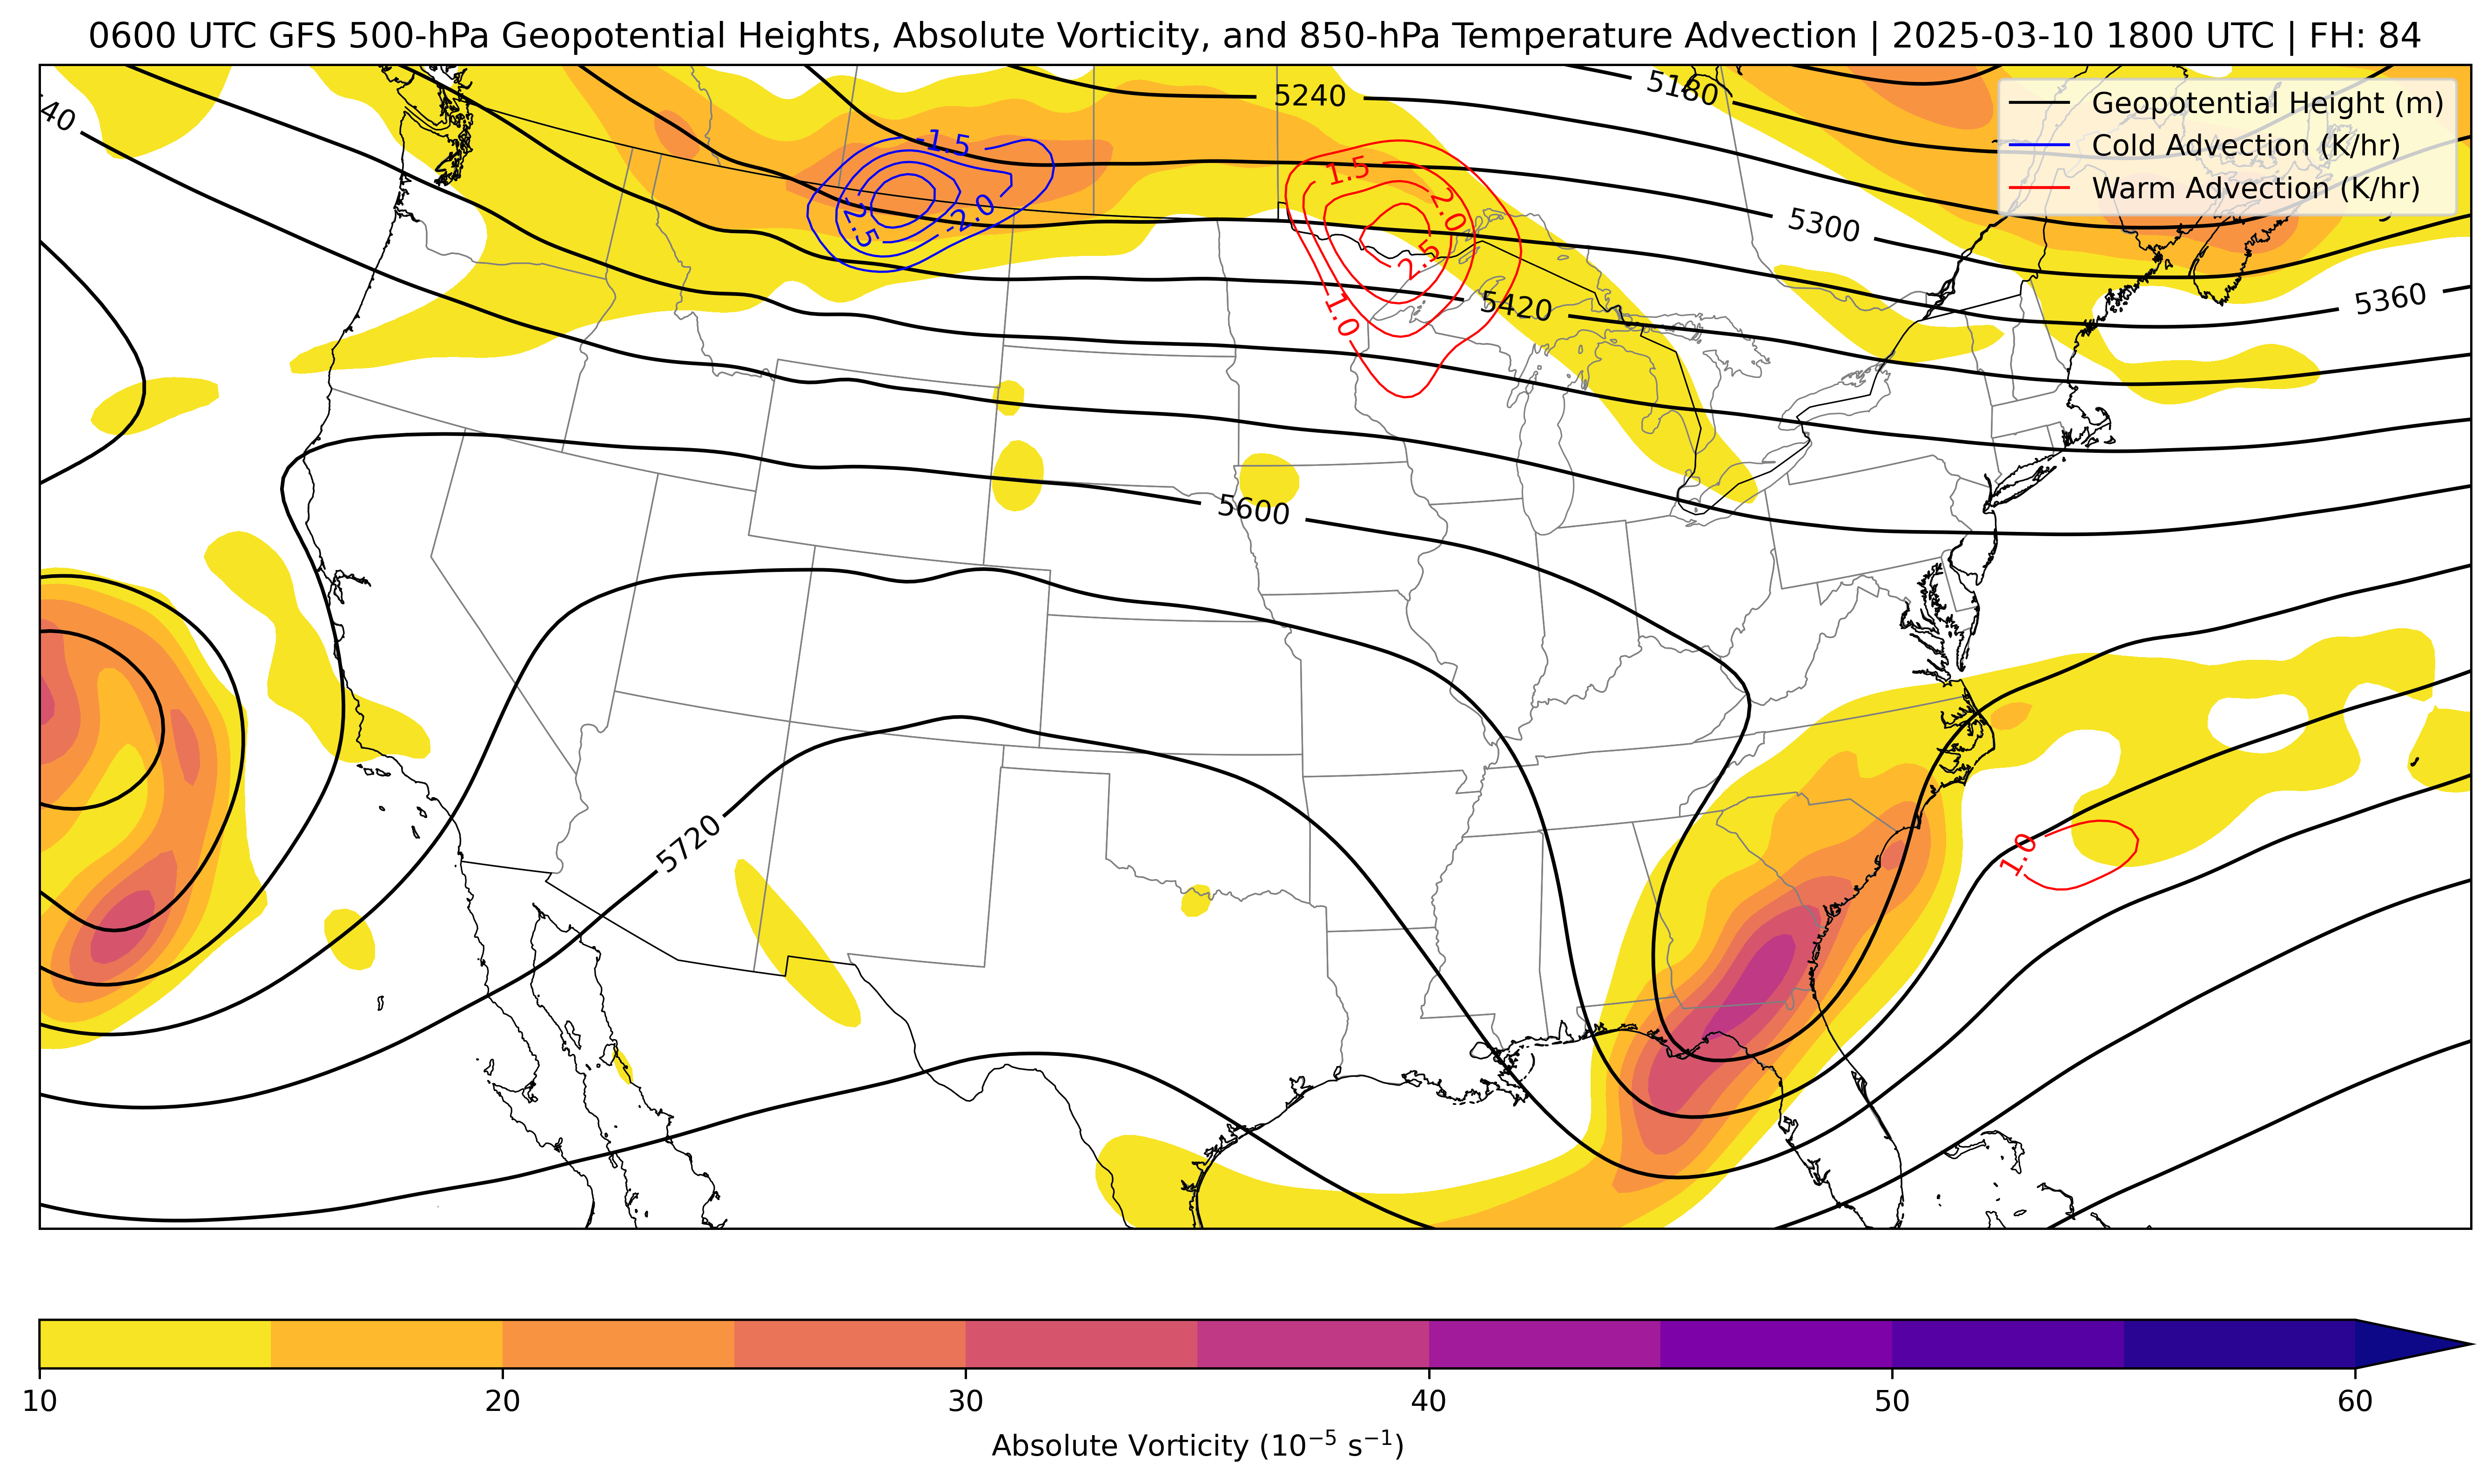 0600 UTC GFS 500-hPa Geopotential Heights, Absolute Vorticity, and 850-hPa Temperature Advection | 2025-03-10 1800 UTC | FH: 84
5240
5180
40
Geopotential Height (m)
Cold Advection (K/hr)
Warm Advection (K/hr)
-1.5
1.5
2.0
-2.0
2.5
2.5
5300
1.0
5420
5360
5600
5720
1.0
10 20 30 40 50 60
Absolute Vorticity (10⁻⁵ s⁻¹)